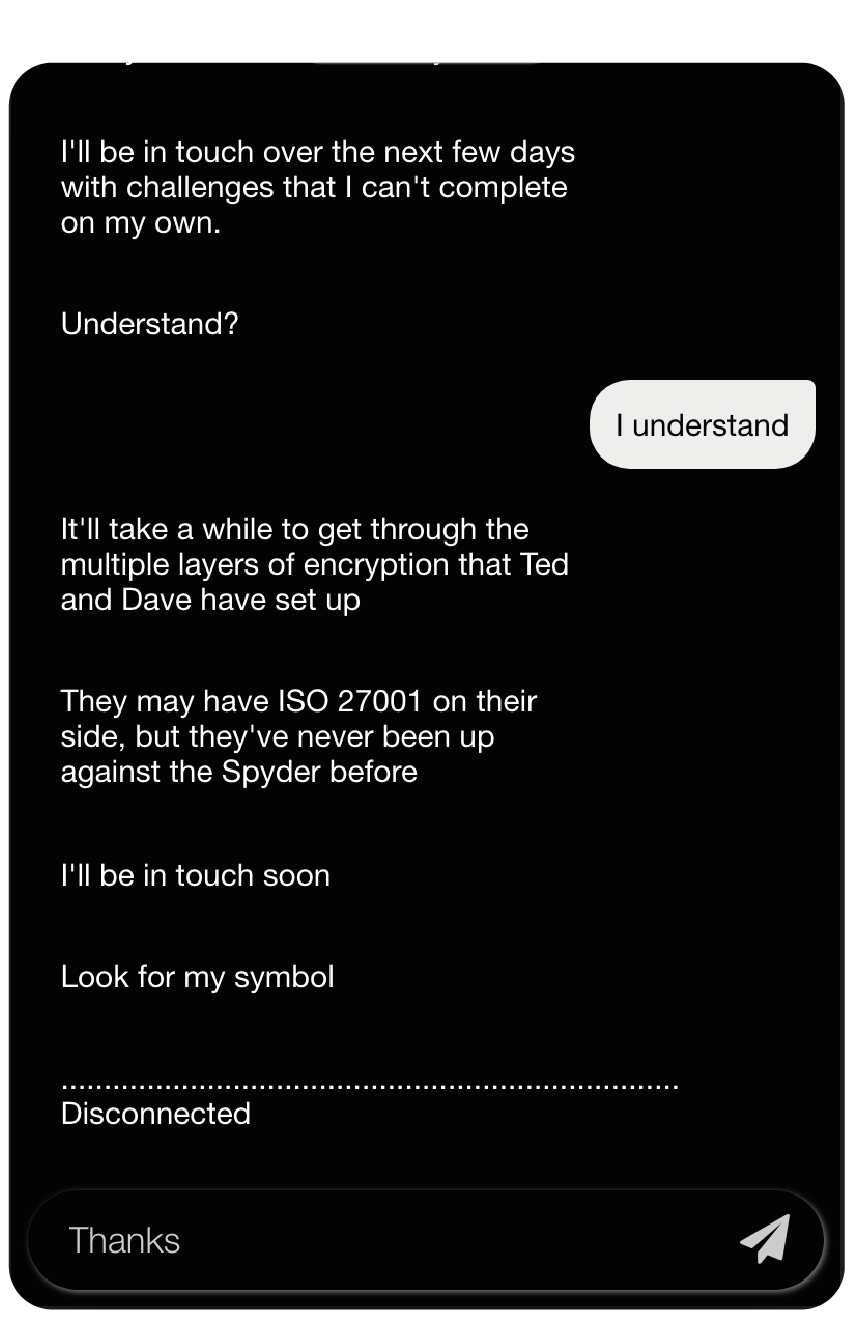 I'll be in touch over the next few days
with challenges that I can't complete
on my own.
Understand?
I understand
It'll take a while to get through the
multiple layers of encryption that Ted
and Dave have set up
They may have ISO 27001 on their
side, but they've never been up
against the Spyder before
I'll be in touch soon
Look for my symbol
.....................................................................
Disconnected
Thanks